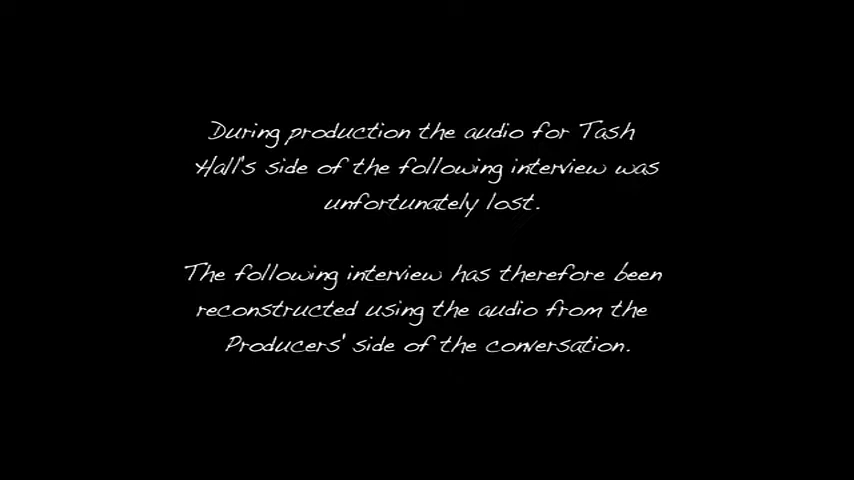 During production the audio for Tash
Hall's side of the following interview was
unfortunately lost.
The following interview has therefore been
reconstructed using the audio from the
Producers' side of the conversation.